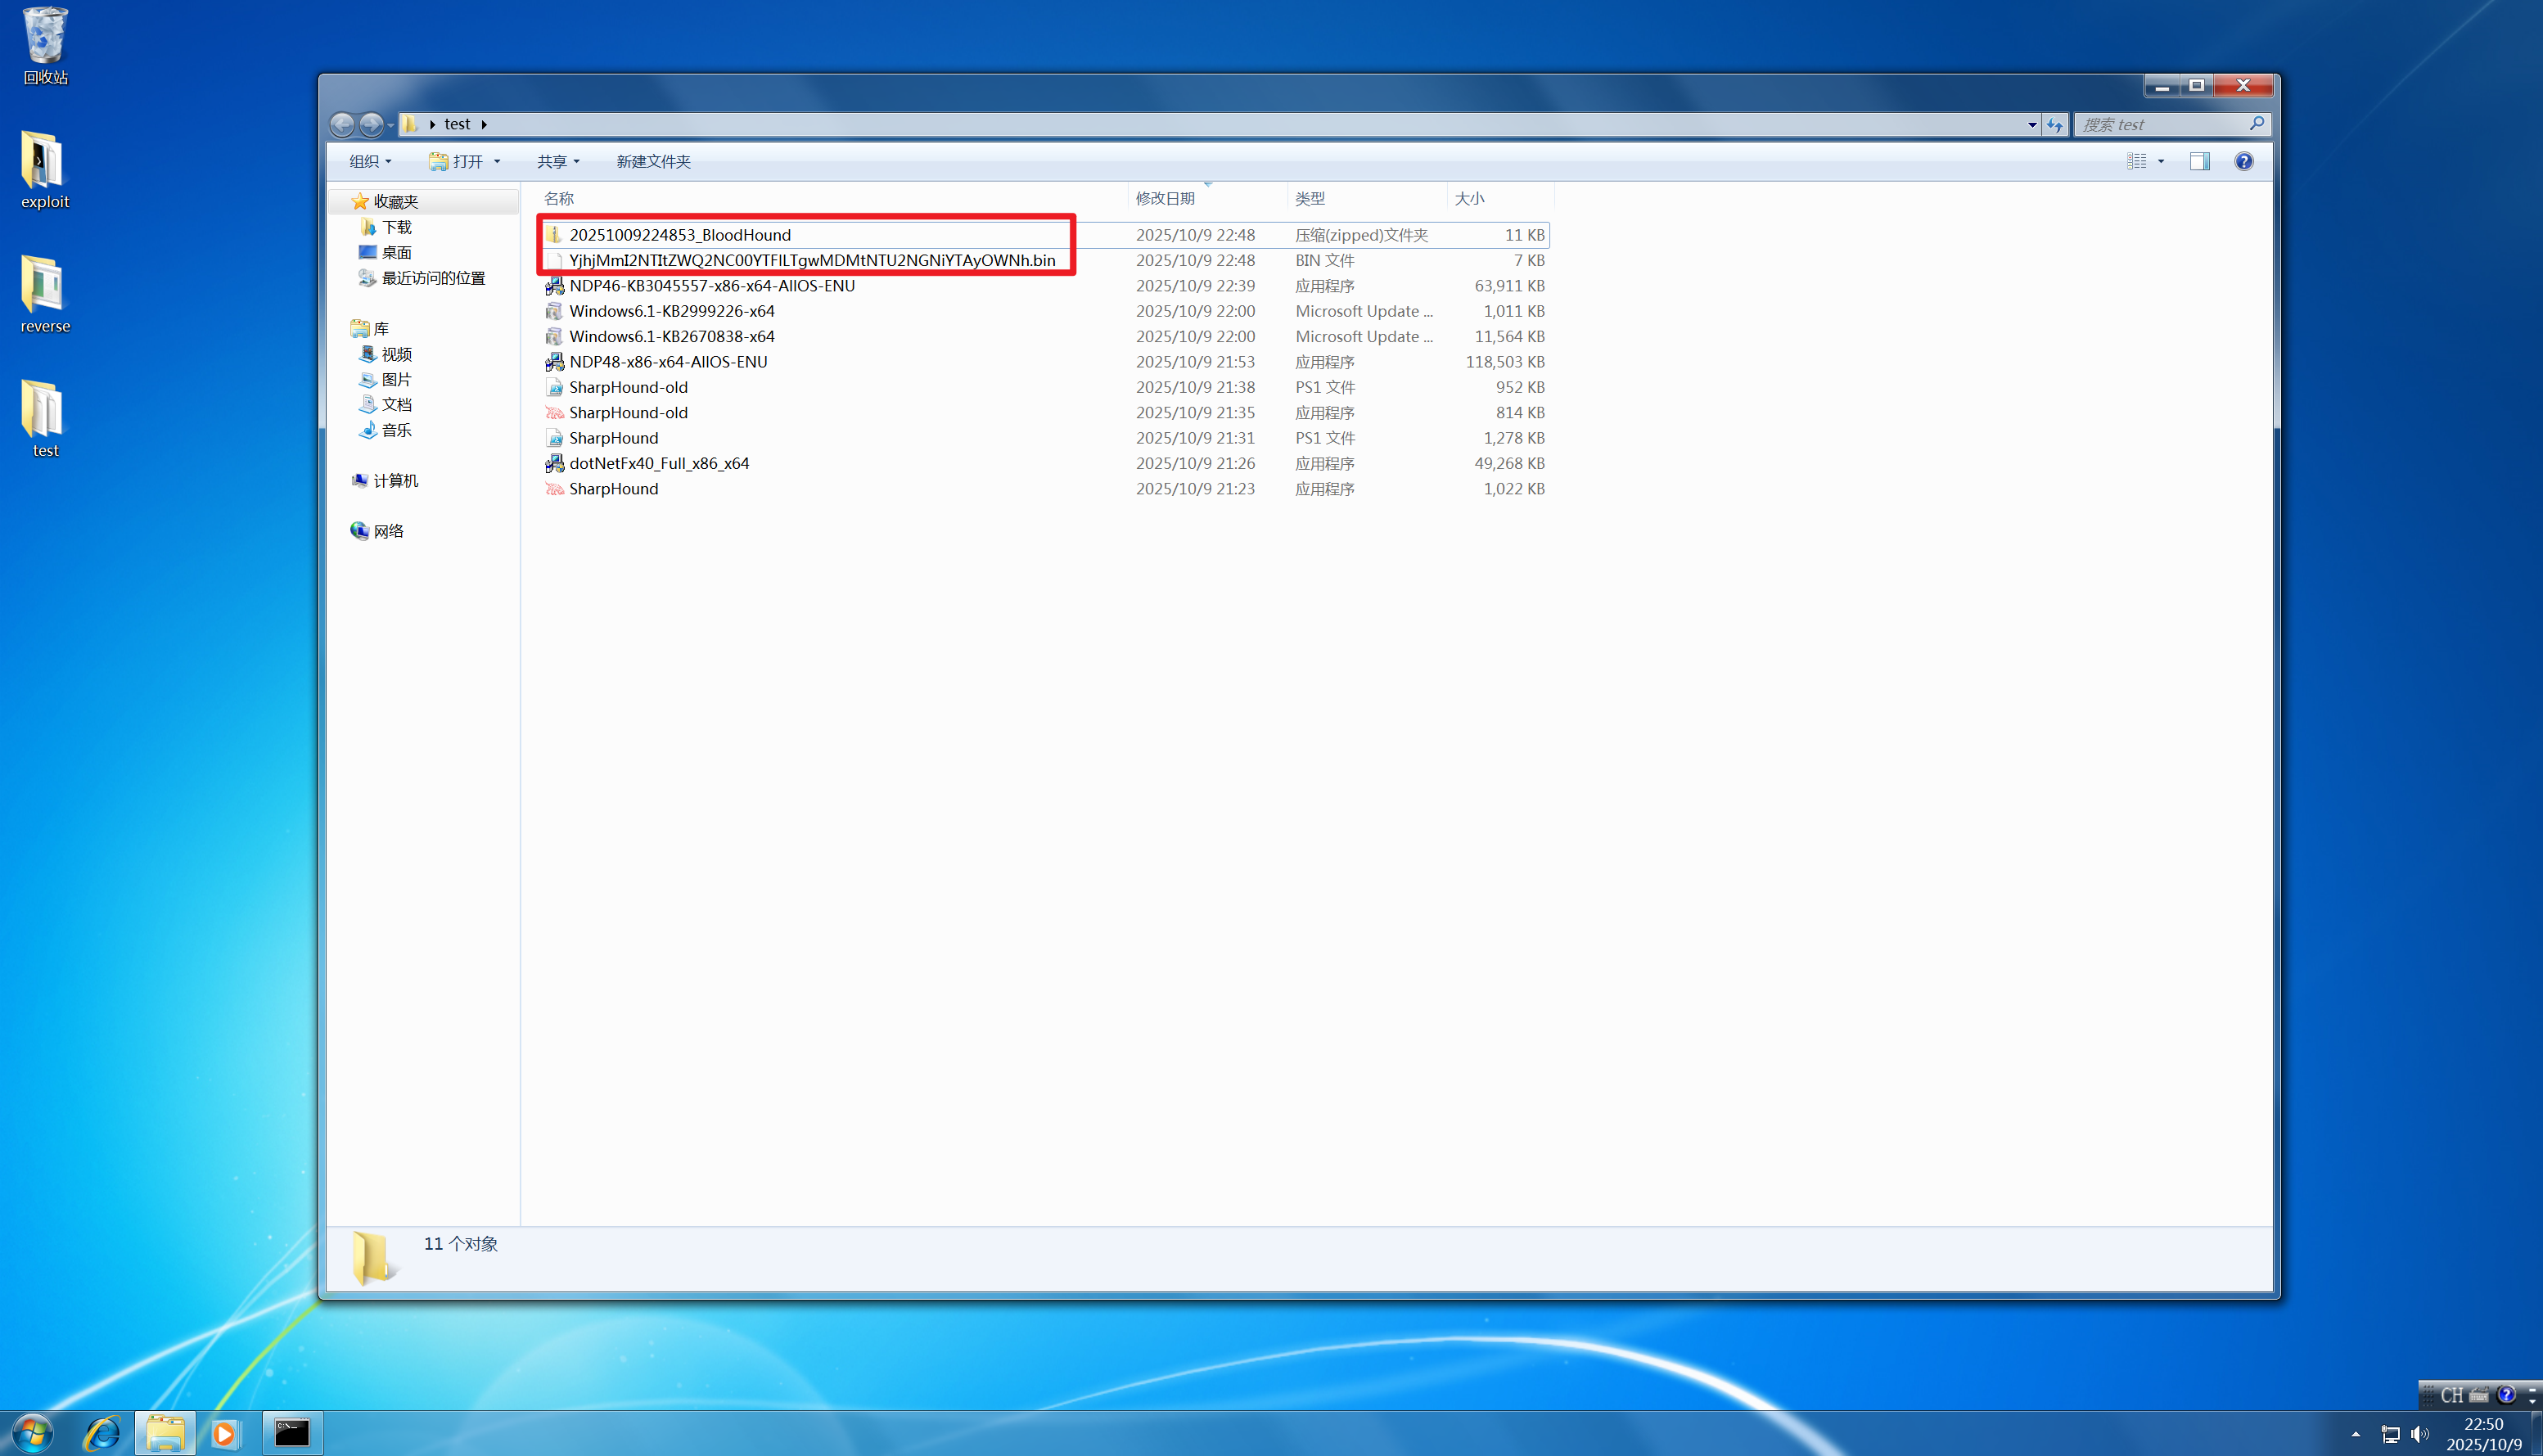 回收站
exploit
reverse
test
test
搜索 test
组织 打开 共享 新建文件夹
收藏夹
下载
桌面
最近访问的位置
库
视频
图片
文档
音乐
计算机
网络
名称 修改日期 类型 大小
20251009224853_BloodHound 2025/10/9 22:48 压缩(zipped)文件夹 11 KB
YjhjMmI2NTItZWQ2NC00YTFlLTgwMDMtNTU2NGNiYTAyOWNh.bin 2025/10/9 22:48 BIN 文件 7 KB
NDP46-KB3045557-x86-x64-AllOS-ENU 2025/10/9 22:39 应用程序 63,911 KB
Windows6.1-KB2999226-x64 2025/10/9 22:00 Microsoft Update ... 1,011 KB
Windows6.1-KB2670838-x64 2025/10/9 22:00 Microsoft Update ... 11,564 KB
NDP48-x86-x64-AllOS-ENU 2025/10/9 21:53 应用程序 118,503 KB
SharpHound-old 2025/10/9 21:38 PS1 文件 952 KB
SharpHound-old 2025/10/9 21:35 应用程序 814 KB
SharpHound 2025/10/9 21:31 PS1 文件 1,278 KB
dotNetFx40_Full_x86_x64 2025/10/9 21:26 应用程序 49,268 KB
SharpHound 2025/10/9 21:23 应用程序 1,022 KB
11 个对象
CH
22:50
2025/10/9